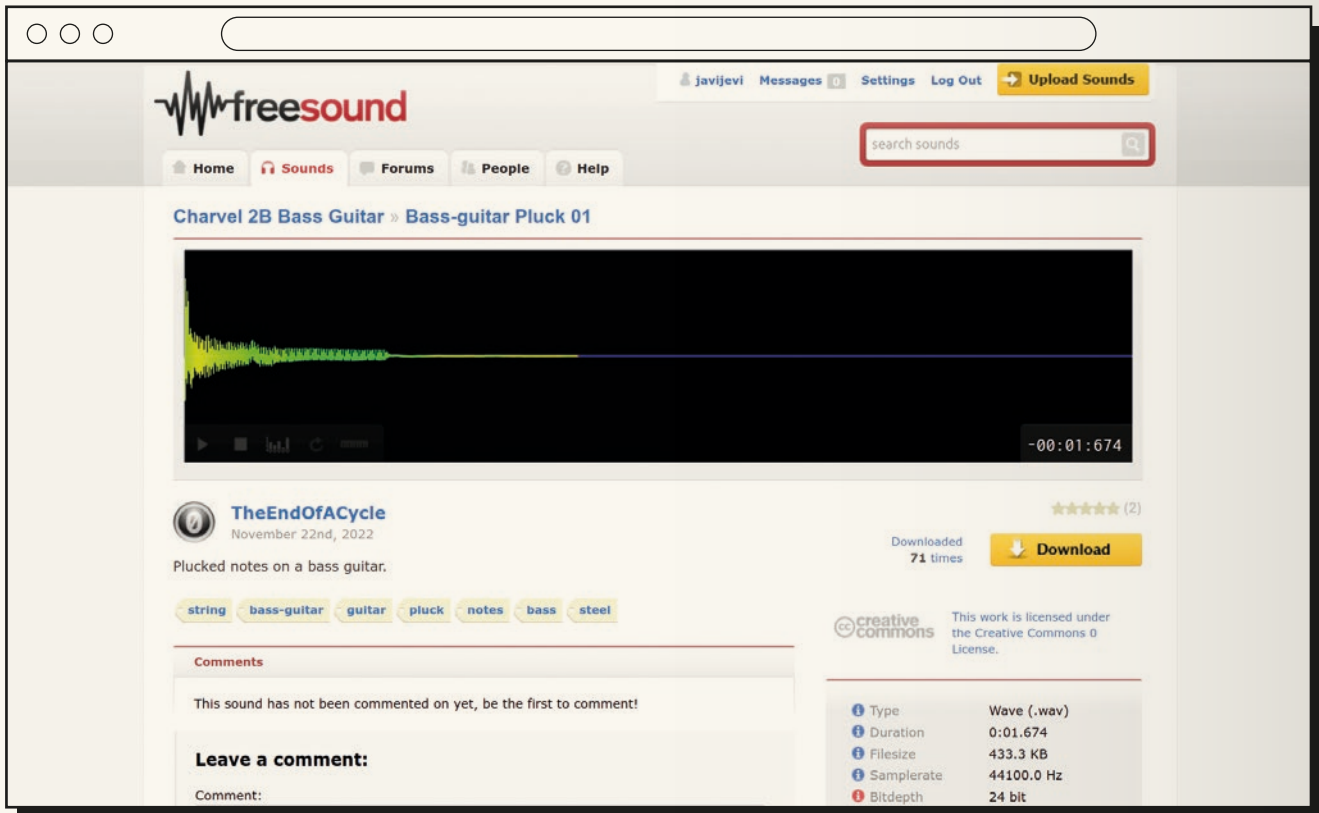 freesound
javijevi Messages 0 Settings Log Out Upload Sounds
search sounds
Home Sounds Forums People Help
Charvel 2B Bass Guitar » Bass-guitar Pluck 01
-00:01:674
TheEndOfACycle
November 22nd, 2022
(2)
Downloaded
71 times
Download
Plucked notes on a bass guitar.
string bass-guitar guitar pluck notes bass steel
cc creative
commons
This work is licensed under
the Creative Commons 0
License.
Comments
This sound has not been commented on yet, be the first to comment!
Leave a comment:
Comment:
Type Wave (.wav)
Duration 0:01.674
Filesize 433.3 KB
Samplerate 44100.0 Hz
Bitdepth 24 bit